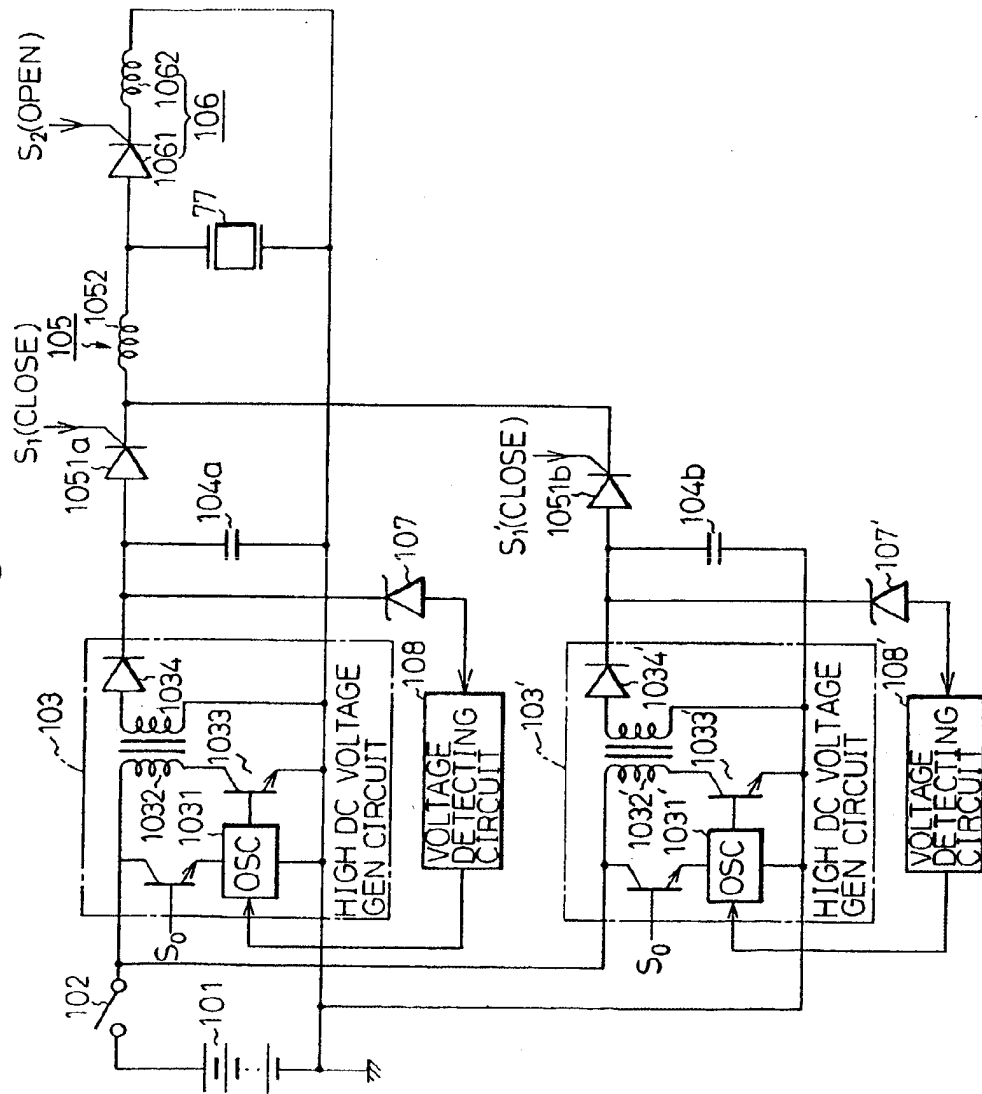 S₂(OPEN)
1061
1062
106
77
S₁(CLOSE)
105
1052
1051a
104a
S₁'(CLOSE)
1051b
104b
107
107'
103
1034
1033
1032
1031
OSC
S₀
HIGH DC VOLTAGE
GEN CIRCUIT
108
VOLTAGE
DETECTING
CIRCUIT
103'
1034'
1033'
1032'
1031'
OSC
S₀
HIGH DC VOLTAGE
GEN CIRCUIT
108'
VOLTAGE
DETECTING
CIRCUIT
102
101